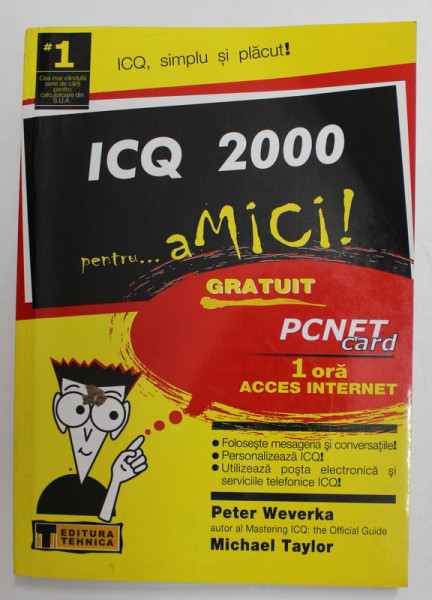 #1
Cea mai vândută
serie de cărți
pentru
calculatoare din
S.U.A.
ICQ, simplu și plăcut!
ICQ 2000
pentru... aMICI!
GRATUIT
PCNET
card
1 oră
ACCES INTERNET
● Folosește mesageria și conversațiile!
● Personalizează ICQ!
● Utilizează poșta electronică și
serviciile telefonice ICQ!
Peter Weverka
autor al Mastering ICQ: the Official Guide
Michael Taylor
EDITURA
TEHNICA